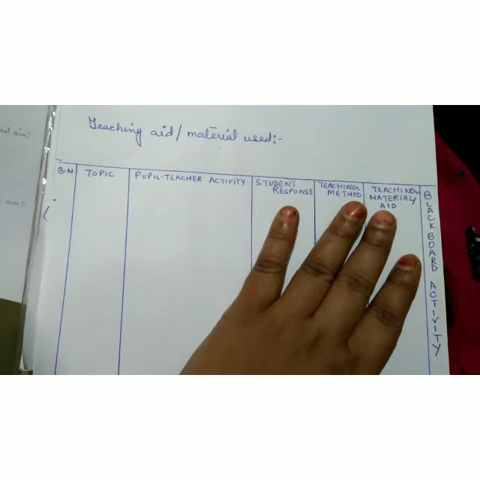 Teaching aid/material used:-
S.N
TOPIC
PUPIL-TEACHER ACTIVITY
STUDENT
RESPONSE
TEACHING
METHOD
TEACHING
MATERIAL/
AID
BLACK BOARD ACTIVITY